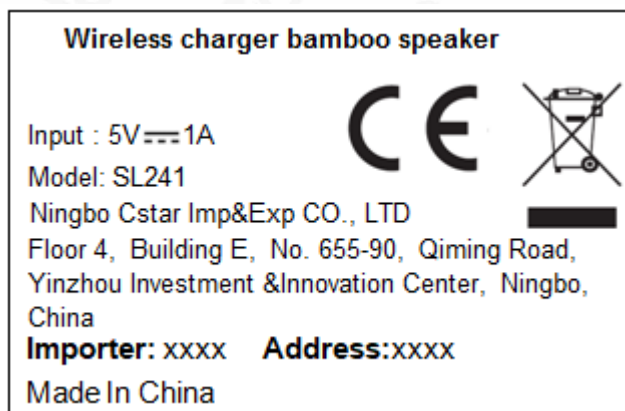 Wireless charger bamboo speaker
CE
Input : 5V⎓1A
Model: SL241
Ningbo Cstar Imp&Exp CO., LTD
Floor 4, Building E, No. 655-90, Qiming Road,
Yinzhou Investment &Innovation Center, Ningbo,
China
Importer: xxxx Address:xxxx
Made In China